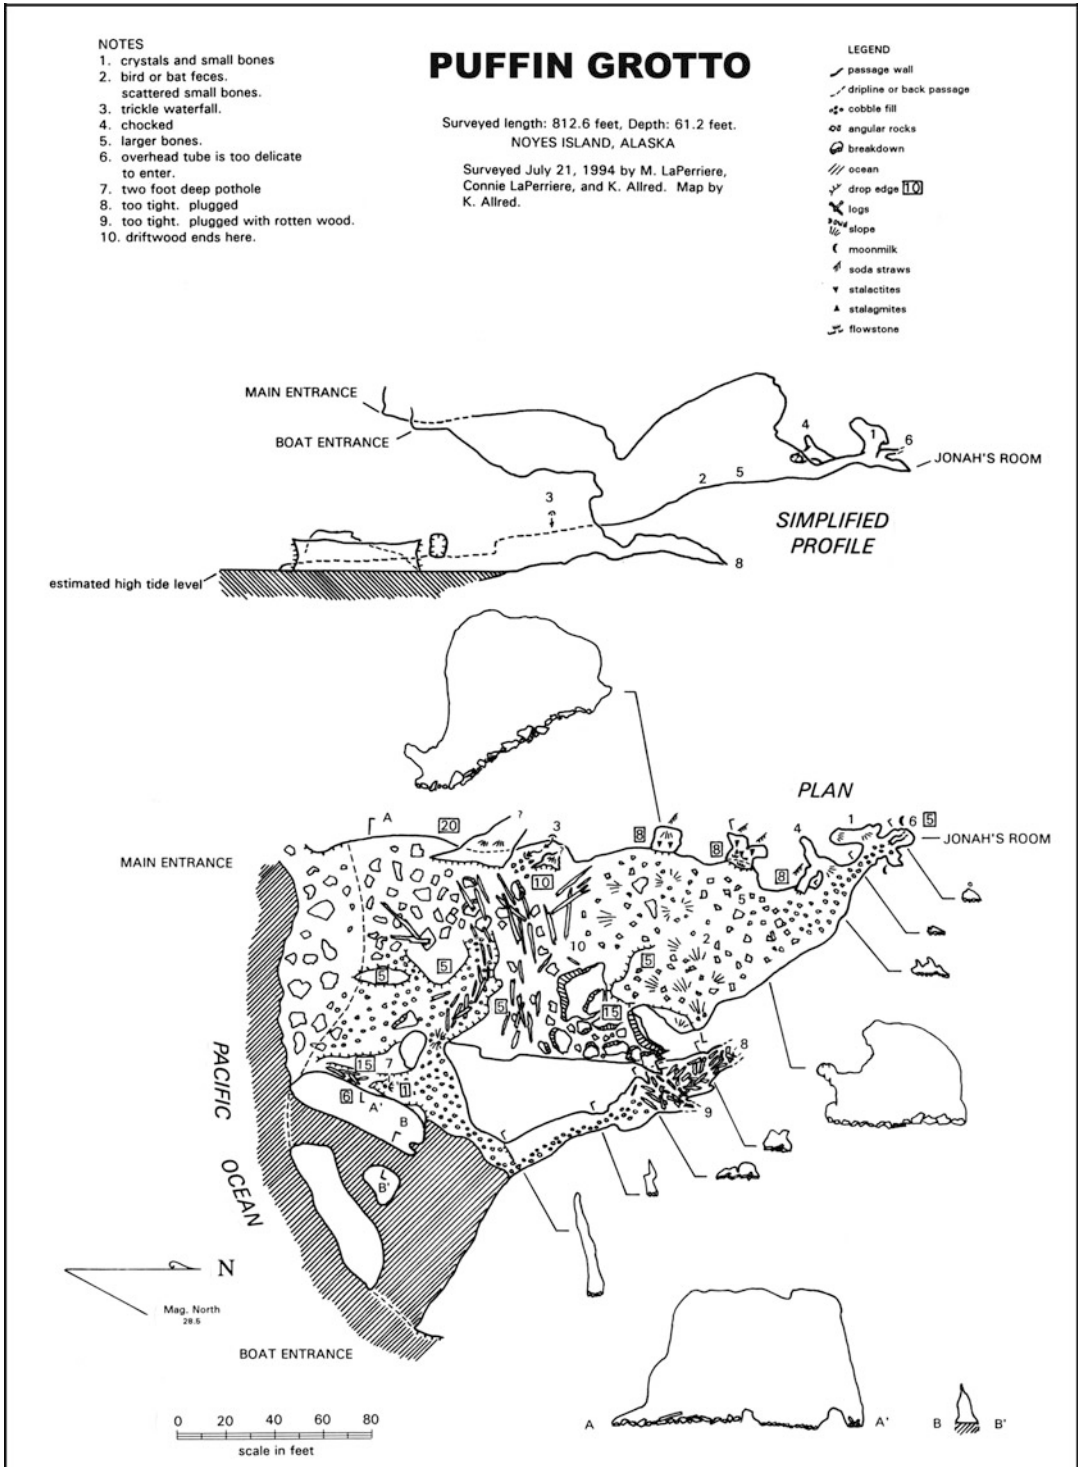 NOTES
1. crystals and small bones
2. bird or bat feces.
scattered small bones.
3. trickle waterfall.
4. chocked
5. larger bones.
6. overhead tube is too delicate
to enter.
7. two foot deep pothole
8. too tight. plugged
9. too tight. plugged with rotten wood.
10. driftwood ends here.
PUFFIN GROTTO
Surveyed length: 812.6 feet, Depth: 61.2 feet.
NOYES ISLAND, ALASKA
Surveyed July 21, 1994 by M. LaPerriere,
Connie LaPerriere, and K. Allred. Map by
K. Allred.
LEGEND
passage wall
dripline or back passage
cobble fill
angular rocks
breakdown
ocean
drop edge 10
logs
slope
moonmilk
soda straws
stalactites
stalagmites
flowstone
MAIN ENTRANCE
BOAT ENTRANCE
4
1
6
JONAH'S ROOM
2
5
3
SIMPLIFIED
PROFILE
8
estimated high tide level
PLAN
A
20
?
3
?
8
8
4
1
6
5
JONAH'S ROOM
MAIN ENTRANCE
10
8
5
10
2
5
5
5
5
15
8
15
7
1
6
A'
B
9
B'
PACIFIC
OCEAN
N
Mag. North
28.5
BOAT ENTRANCE
0 20 40 60 80
scale in feet
A
A'
B
B'